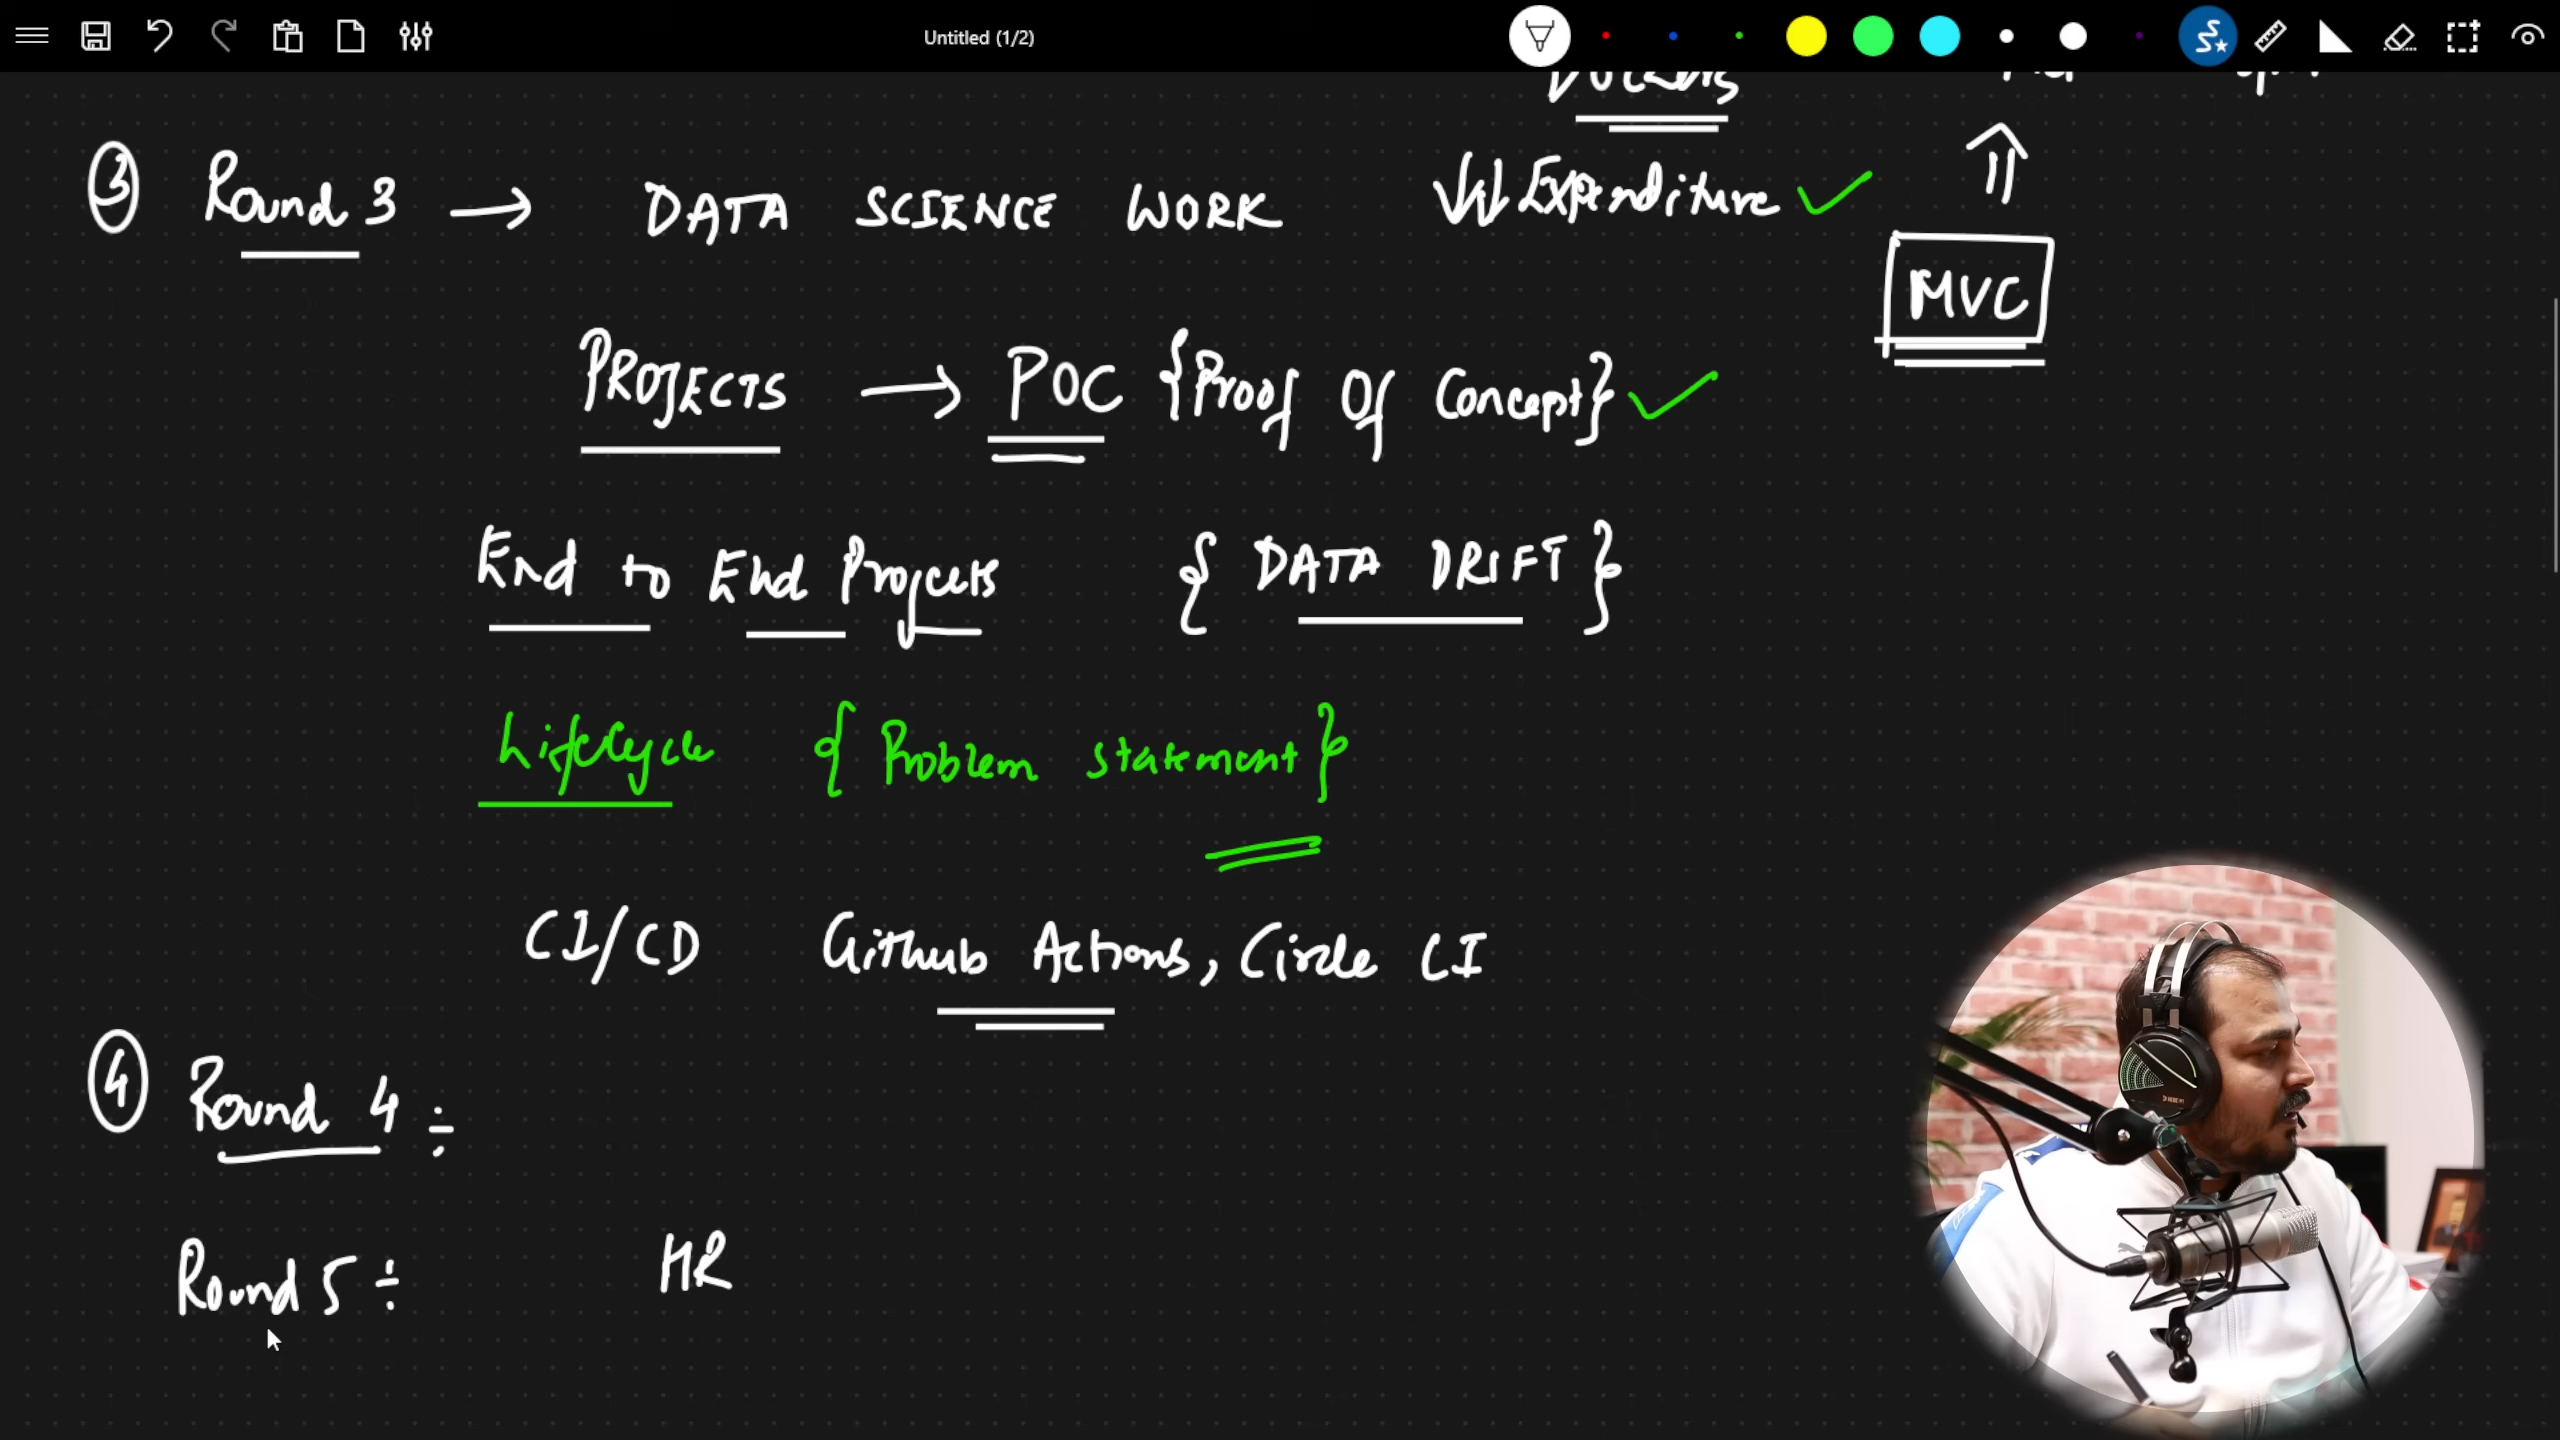 Untitled (1/2)
③ Round 3 → DATA SCIENCE WORK ↓↓↓ Expenditure ✓
MVC
PROJECTS → POC {Proof Of Concept} ✓
End to End Projects { DATA DRIFT }
Lifecycle { Problem statement }
CI/CD Github Actions, Circle CI
④ Round 4 ÷
Round 5 ÷ HR